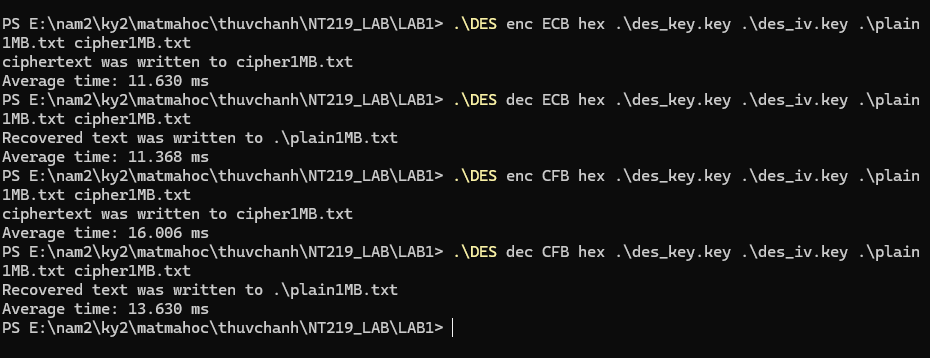 PS E:\nam2\ky2\matmahoc\thuvchanh\NT219_LAB\LAB1> .\DES enc ECB hex .\des_key.key .\des_iv.key .\plain
1MB.txt cipher1MB.txt
ciphertext was written to cipher1MB.txt
Average time: 11.630 ms
PS E:\nam2\ky2\matmahoc\thuvchanh\NT219_LAB\LAB1> .\DES dec ECB hex .\des_key.key .\des_iv.key .\plain
1MB.txt cipher1MB.txt
Recovered text was written to .\plain1MB.txt
Average time: 11.368 ms
PS E:\nam2\ky2\matmahoc\thuvchanh\NT219_LAB\LAB1> .\DES enc CFB hex .\des_key.key .\des_iv.key .\plain
1MB.txt cipher1MB.txt
ciphertext was written to cipher1MB.txt
Average time: 16.006 ms
PS E:\nam2\ky2\matmahoc\thuvchanh\NT219_LAB\LAB1> .\DES dec CFB hex .\des_key.key .\des_iv.key .\plain
1MB.txt cipher1MB.txt
Recovered text was written to .\plain1MB.txt
Average time: 13.630 ms
PS E:\nam2\ky2\matmahoc\thuvchanh\NT219_LAB\LAB1>